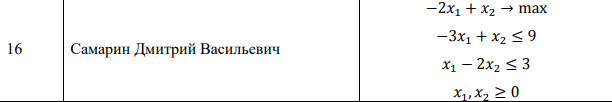 −2𝑥₁ + 𝑥₂ → max
−3𝑥₁ + 𝑥₂ ≤ 9
16 Самарин Дмитрий Васильевич
𝑥₁ − 2𝑥₂ ≤ 3
𝑥₁, 𝑥₂ ≥ 0